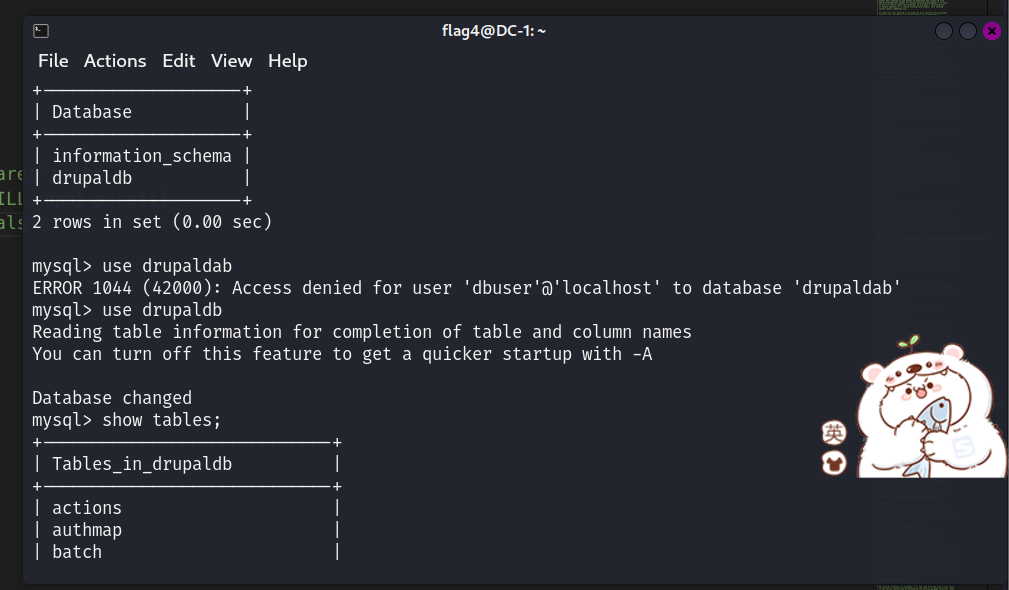 flag4@DC-1: ~
File Actions Edit View Help
+--------------------+
| Database |
+--------------------+
| information_schema |
| drupaldb |
+--------------------+
2 rows in set (0.00 sec)
mysql> use drupaldab
ERROR 1044 (42000): Access denied for user 'dbuser'@'localhost' to database 'drupaldab'
mysql> use drupaldb
Reading table information for completion of table and column names
You can turn off this feature to get a quicker startup with -A
Database changed
mysql> show tables;
+-----------------------------+
| Tables_in_drupaldb |
+-----------------------------+
| actions |
| authmap |
| batch |
are
ILL
als
英
S